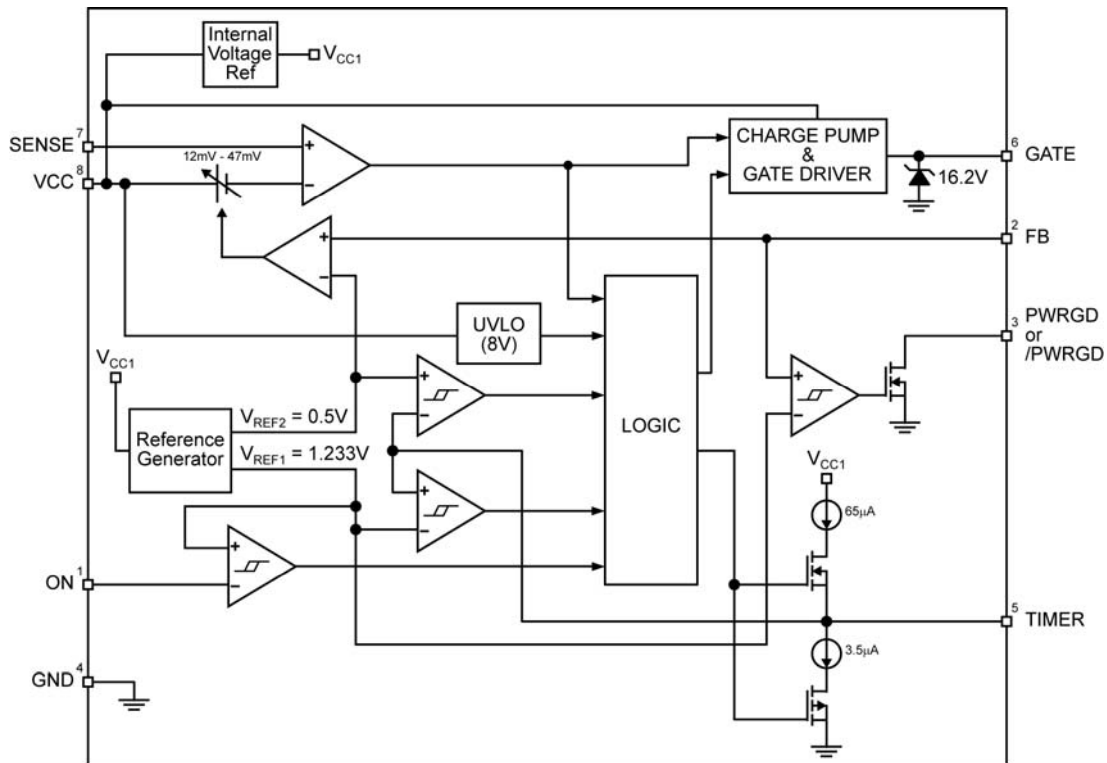 Internal
Voltage
Ref
VCC1
SENSE 7
VCC 8
12mV - 47mV
+
−
CHARGE PUMP
&
GATE DRIVER
6 GATE
16.2V
+
−
2 FB
UVLO
(8V)
3 PWRGD
or
/PWRGD
VCC1
+
−
+
−
LOGIC
Reference
Generator
VREF2 = 0.5V
VREF1 = 1.233V
+
−
VCC1
65µA
+
−
ON 1
5 TIMER
3.5µA
GND 4